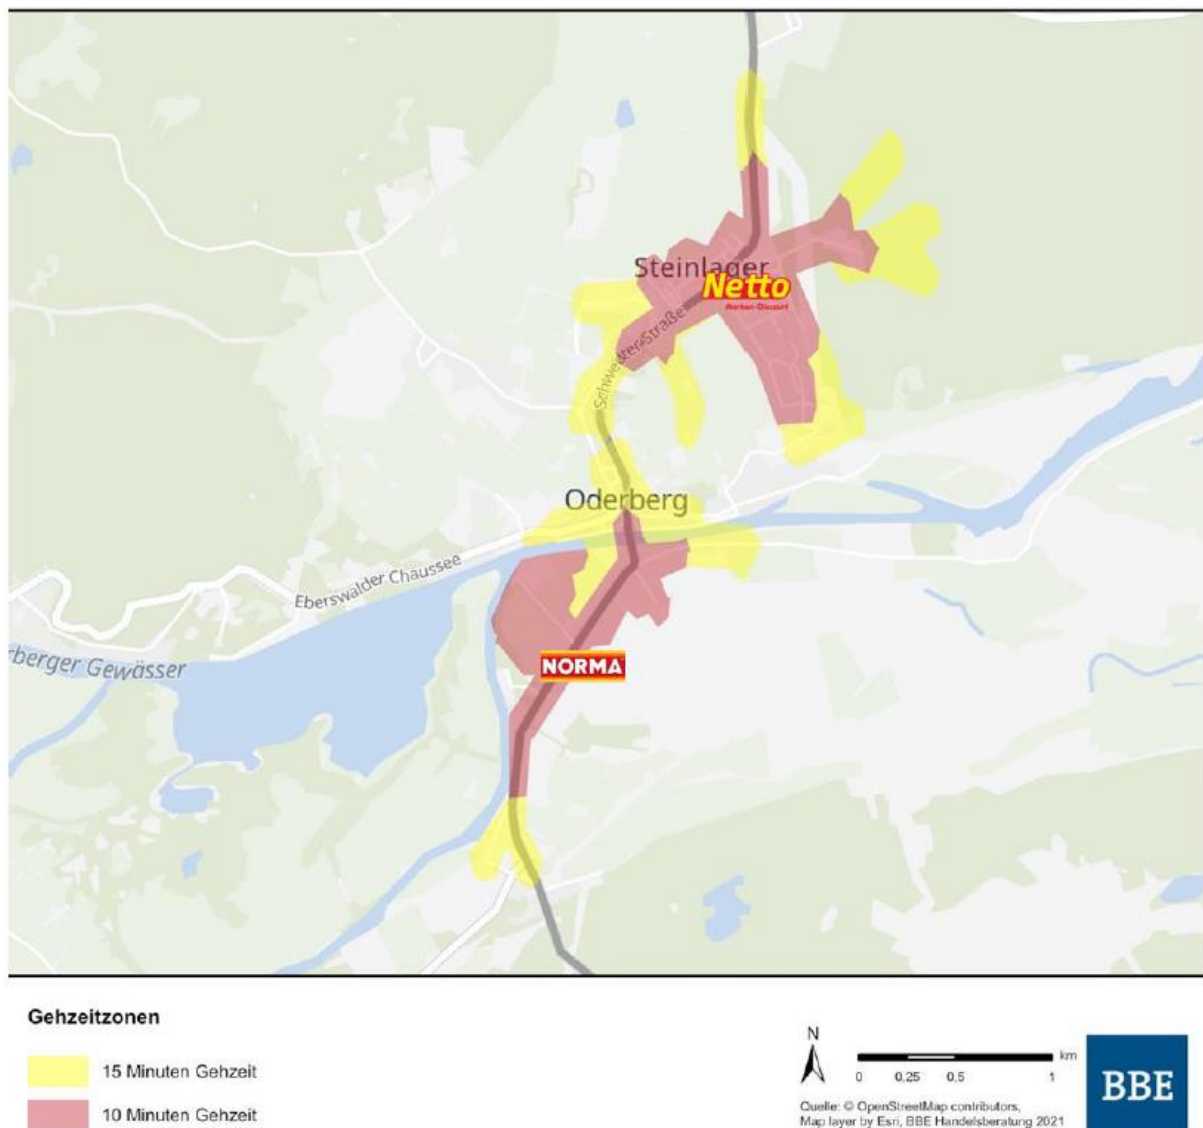 Steinlager
Netto
Marken-Discount
Schwedter-Straße
Oderberg
Eberswalder Chaussee
rberger Gewässer
NORMA
Gehzeitzonen
15 Minuten Gehzeit
10 Minuten Gehzeit
N
km
0 0,25 0,5 1
Quelle: © OpenStreetMap contributors,
Map layer by Esri, BBE Handelsberatung 2021
BBE